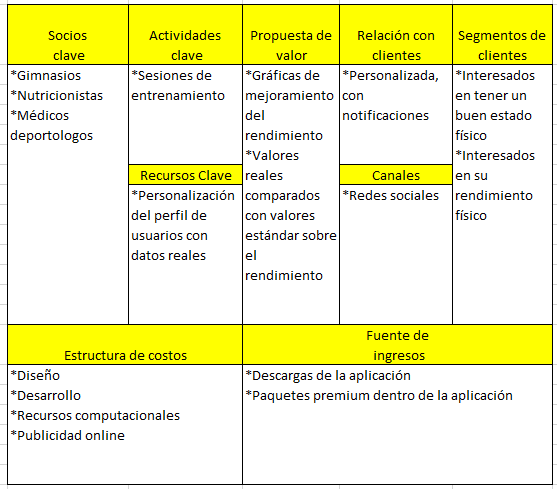 Socios
clave
*Gimnasios
*Nutricionistas
*Médicos
deportologos
Actividades
clave
*Sesiones de
entrenamiento
Recursos Clave
*Personalización
del perfil de
usuarios con
datos reales
Propuesta de
valor
*Gráficas de
mejoramiento
del
rendimiento
*Valores
reales
comparados
con valores
estándar sobre
el
rendimiento
Relación con
clientes
*Personalizada,
con
notificaciones
Canales
*Redes sociales
Segmentos de
clientes
*Interesados
en tener un
buen estado
físico
*Interesados
en su
rendimiento
físico
Estructura de costos
*Diseño
*Desarrollo
*Recursos computacionales
*Publicidad online
Fuente de
ingresos
*Descargas de la aplicación
*Paquetes premium dentro de la aplicación